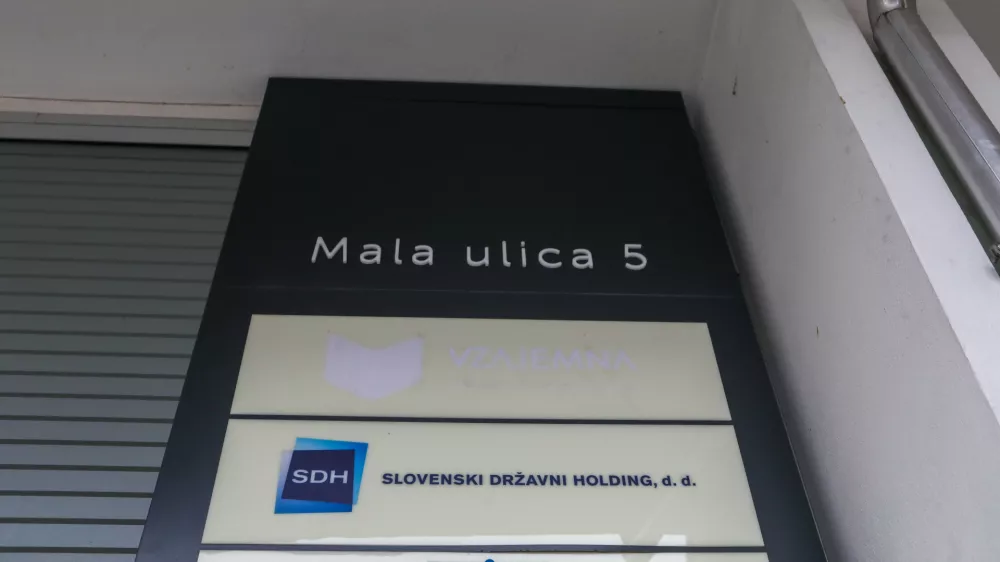 Mala ulica 5
VZAJEMNA
SDH
SLOVENSKI DRŽAVNI HOLDING, d. d.